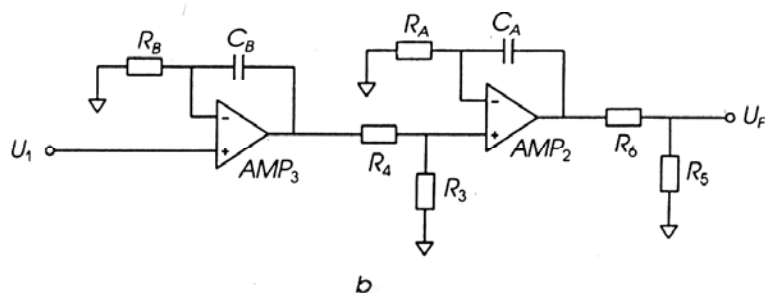 R_B
C_B
R_A
C_A
U_1
AMP_3
R_4
R_3
AMP_2
R_6
R_5
U_F
- 
+
-
+
b